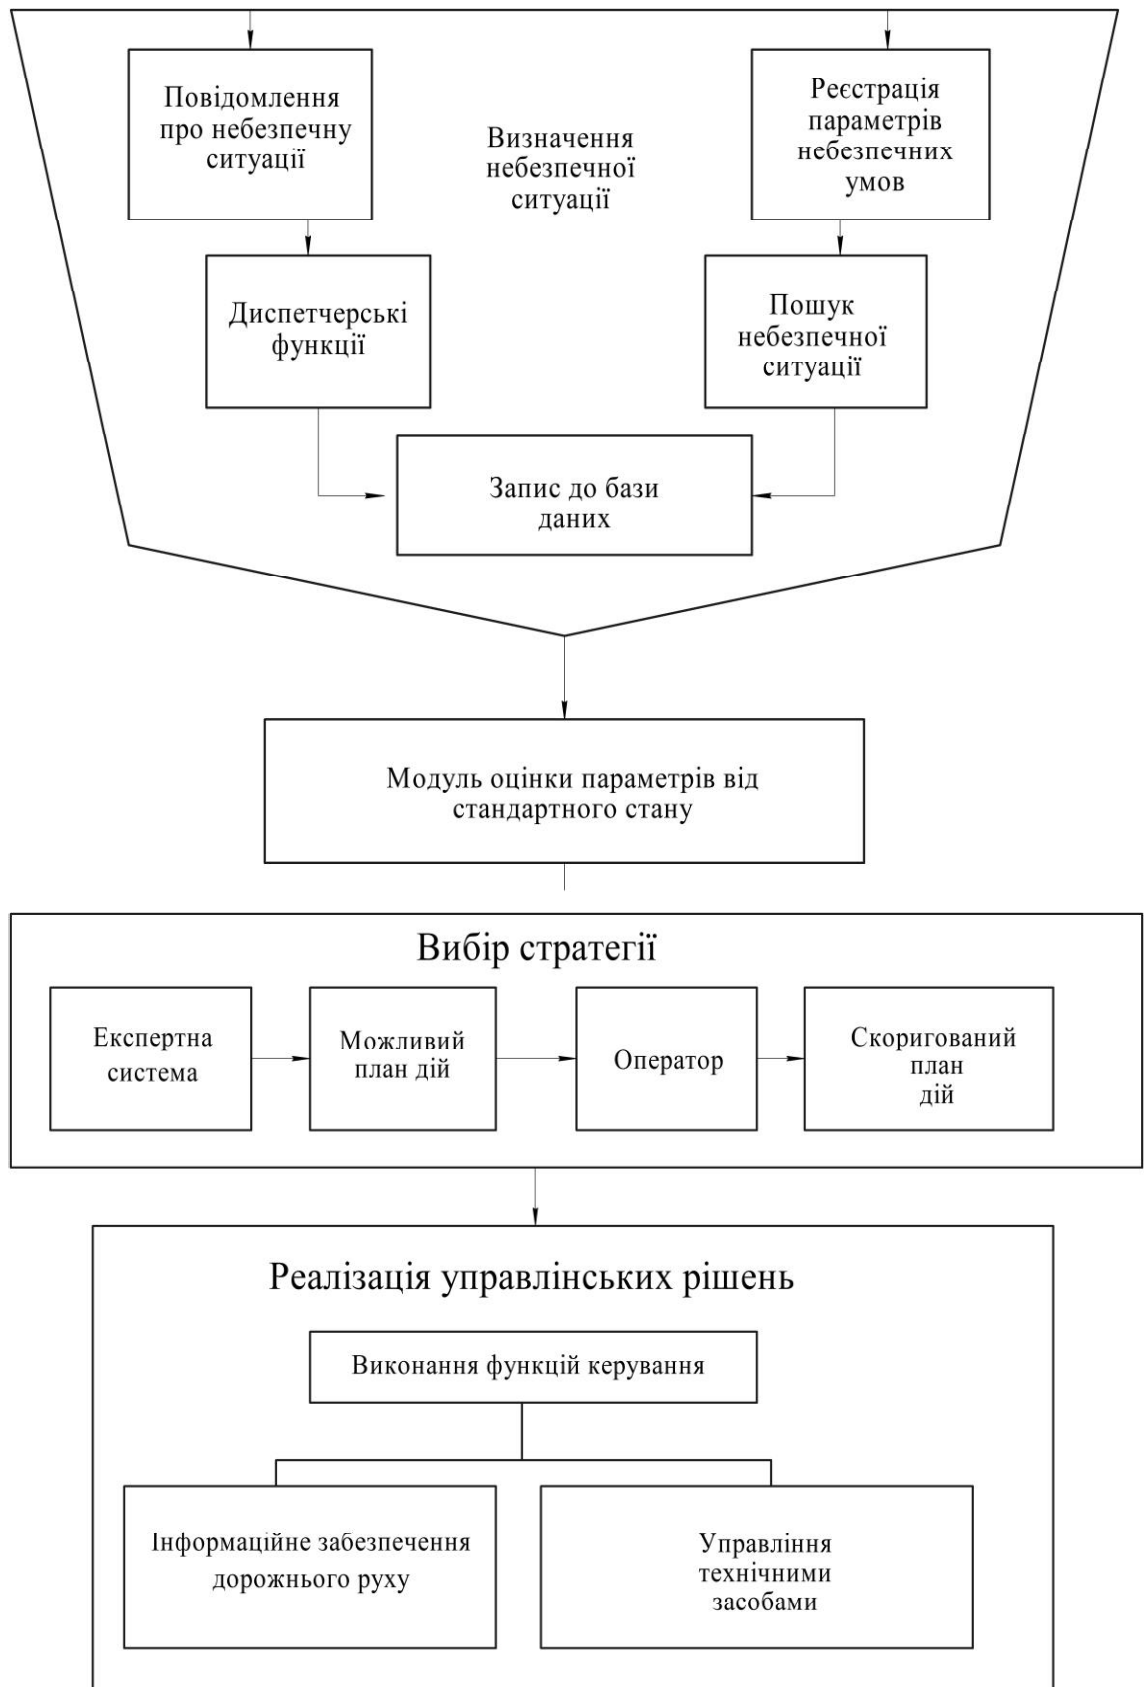 Повідомлення
про небезпечну
ситуації
Визначення
небезпечної
ситуації
Реєстрація
параметрів
небезпечних
умов
Диспетчерські
функції
Пошук
небезпечної
ситуації
Запис до бази
даних
Модуль оцінки параметрів від
стандартного стану
Вибір стратегії
Експертна
система
Можливий
план дій
Оператор
Скоригований
план
дій
Реалізація управлінських рішень
Виконання функцій керування
Інформаційне забезпечення
дорожнього руху
Управління
технічними
засобами